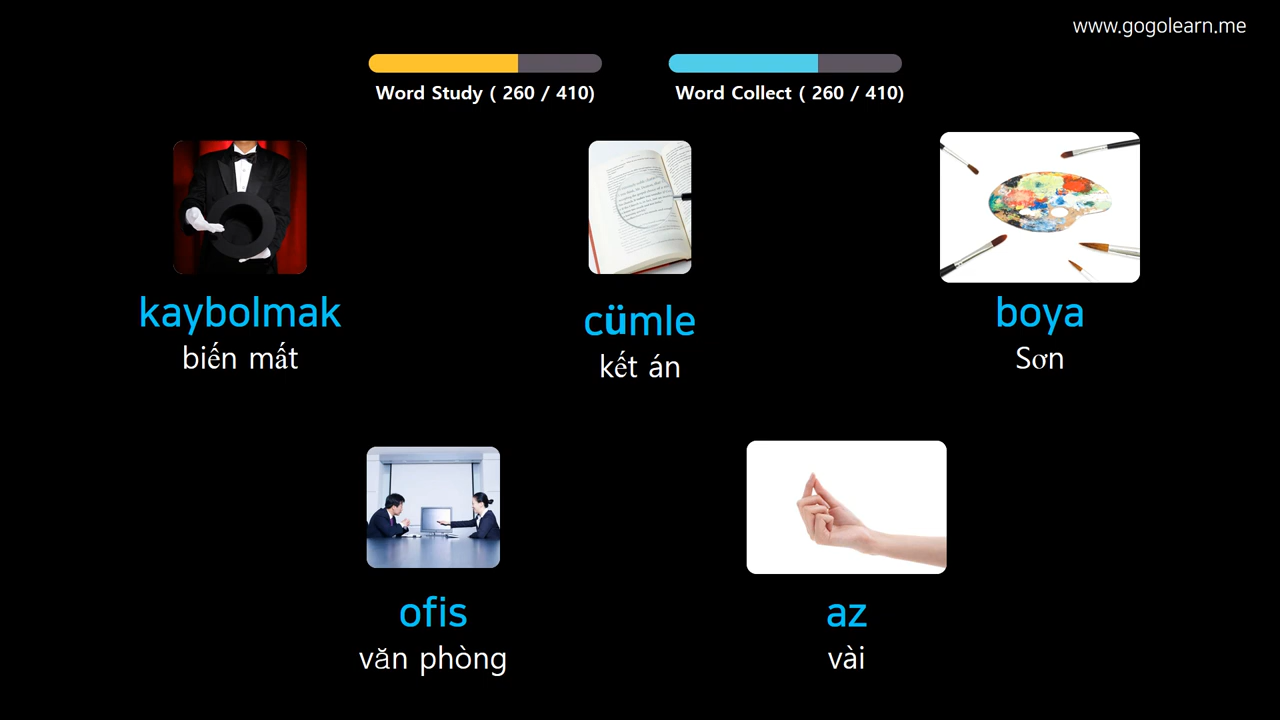 www.gogolearn.me
Word Study ( 260 / 410)
Word Collect ( 260 / 410)
kaybolmak
biến mất
cümle
kết án
boya
Sơn
ofis
văn phòng
az
vài